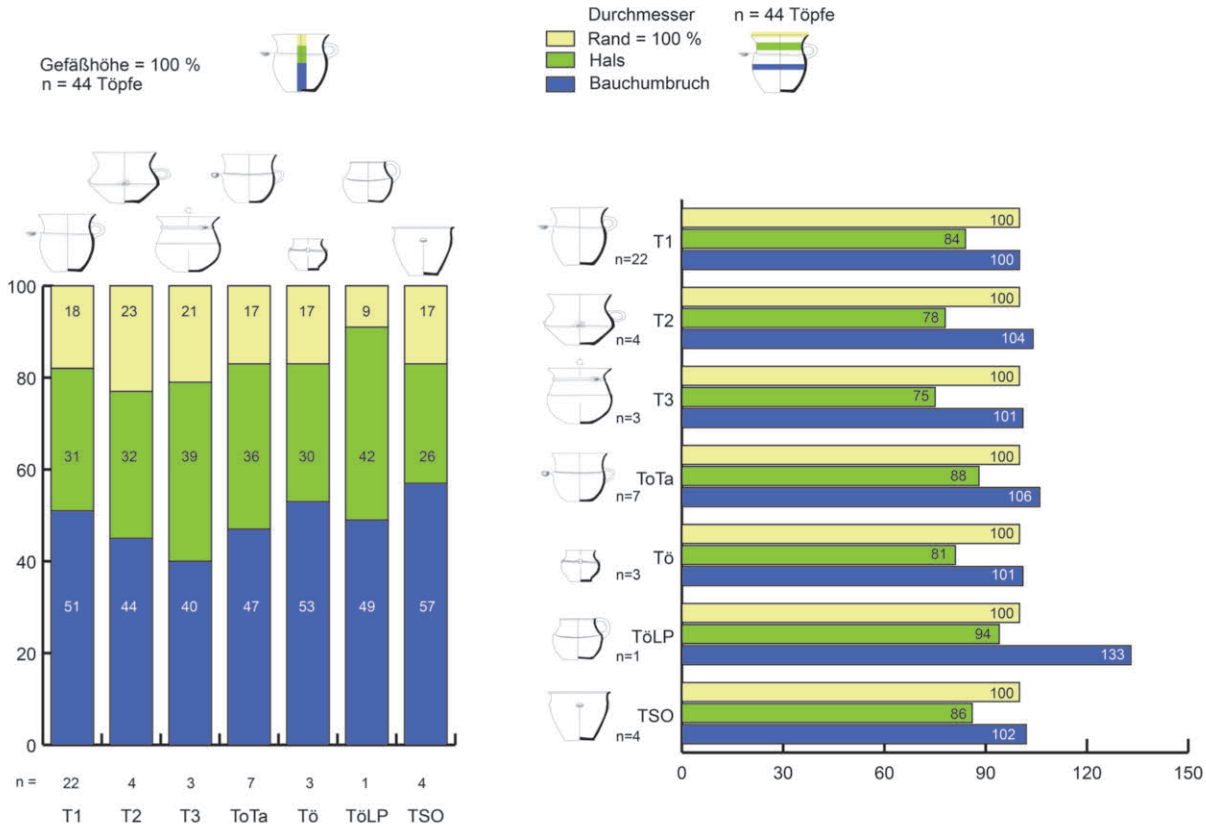 Gefäßhöhe = 100 %
n = 44 Töpfe
Durchmesser n = 44 Töpfe
Rand = 100 %
Hals
Bauchumbruch
100
80
60
40
20
0
18 23 21 17 17 9 17
31 32 39 36 30 42 26
51 44 40 47 53 49 57
n = 22 4 3 7 3 1 4
T1 T2 T3 ToTa Tö TöLP TSO
n=22 T1
100
84
100
n=4 T2
100
78
104
n=3 T3
100
75
101
n=7 ToTa
100
88
106
n=3 Tö
100
81
101
n=1 TöLP
100
94
133
n=4 TSO
100
86
102
0 30 60 90 120 150